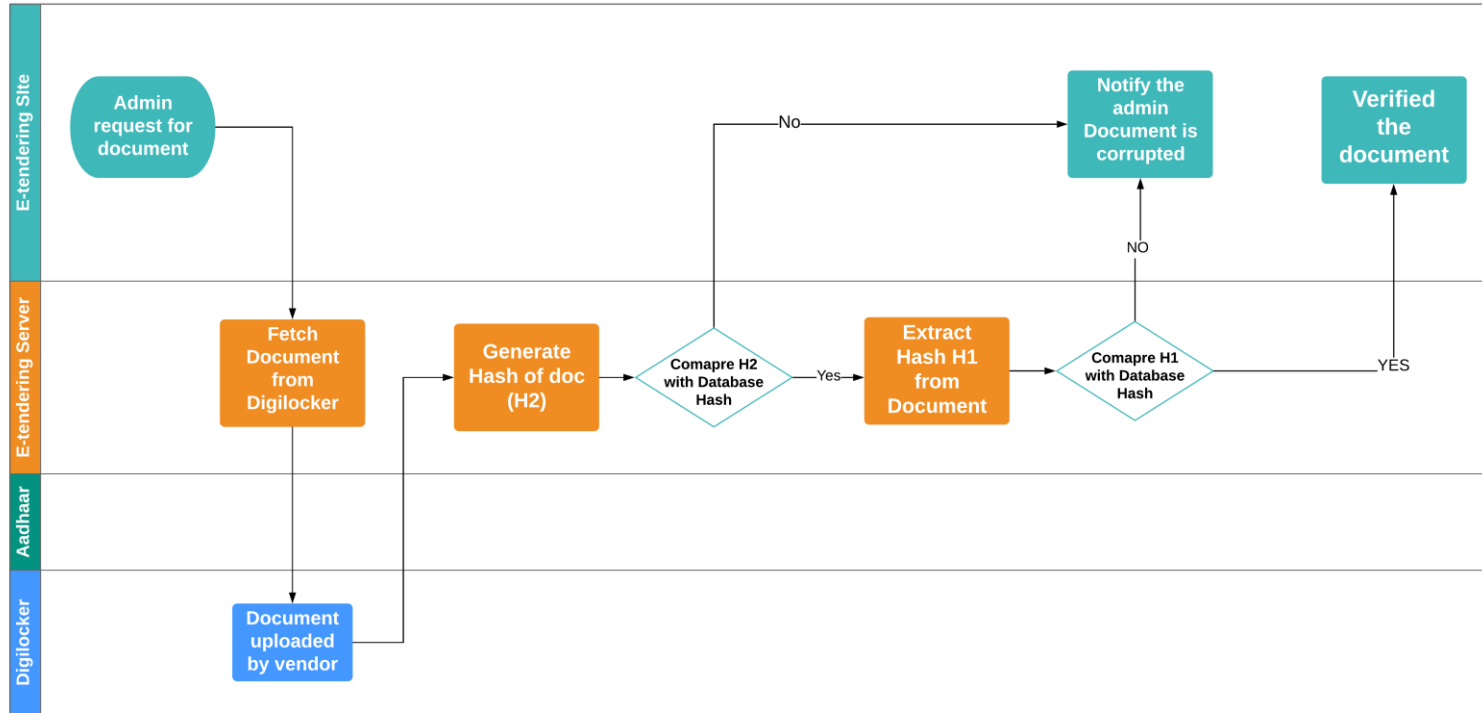 E-tendering SIte
Admin
request for
document
No
Notify the
admin
Document is
corrupted
Verified
the
document
NO
E-tendering Server
Fetch
Document
from
Digilocker
Generate
Hash of doc
(H2)
Comapre H2
with Database
Hash
Yes
Extract
Hash H1
from
Document
Comapre H1
with Database
Hash
YES
Aadhaar
Digilocker
Document
uploaded
by vendor